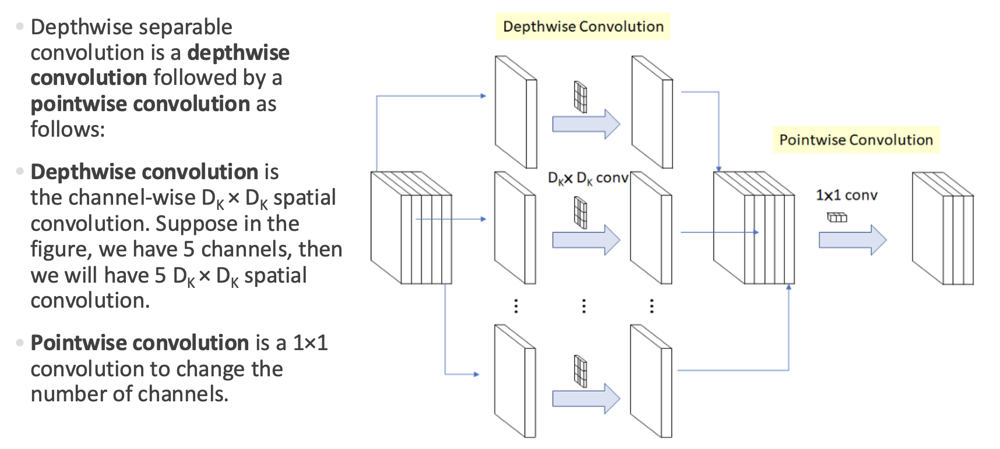 Depthwise separable
convolution is a depthwise
convolution followed by a
pointwise convolution as
follows:
Depthwise convolution is
the channel-wise DK × DK spatial
convolution. Suppose in the
figure, we have 5 channels, then
we will have 5 DK × DK spatial
convolution.
Pointwise convolution is a 1×1
convolution to change the
number of channels.
Depthwise Convolution
DKx DK conv
Pointwise Convolution
1x1 conv